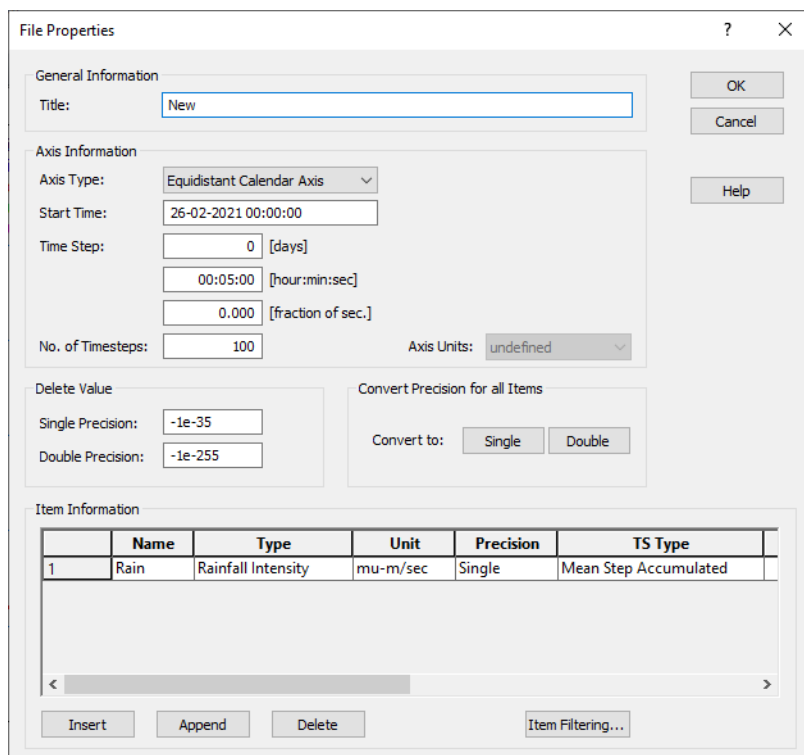 File Properties ? ×
General Information
Title: New
OK
Cancel
Axis Information
Axis Type: Equidistant Calendar Axis
Help
Start Time: 26-02-2021 00:00:00
Time Step: 0 [days]
00:05:00 [hour:min:sec]
0.000 [fraction of sec.]
No. of Timesteps: 100 Axis Units: undefined
Delete Value Convert Precision for all Items
Single Precision: -1e-35
Convert to: Single Double
Double Precision: -1e-255
Item Information
Name Type Unit Precision TS Type
1 Rain Rainfall Intensity mu-m/sec Single Mean Step Accumulated
Insert Append Delete Item Filtering...